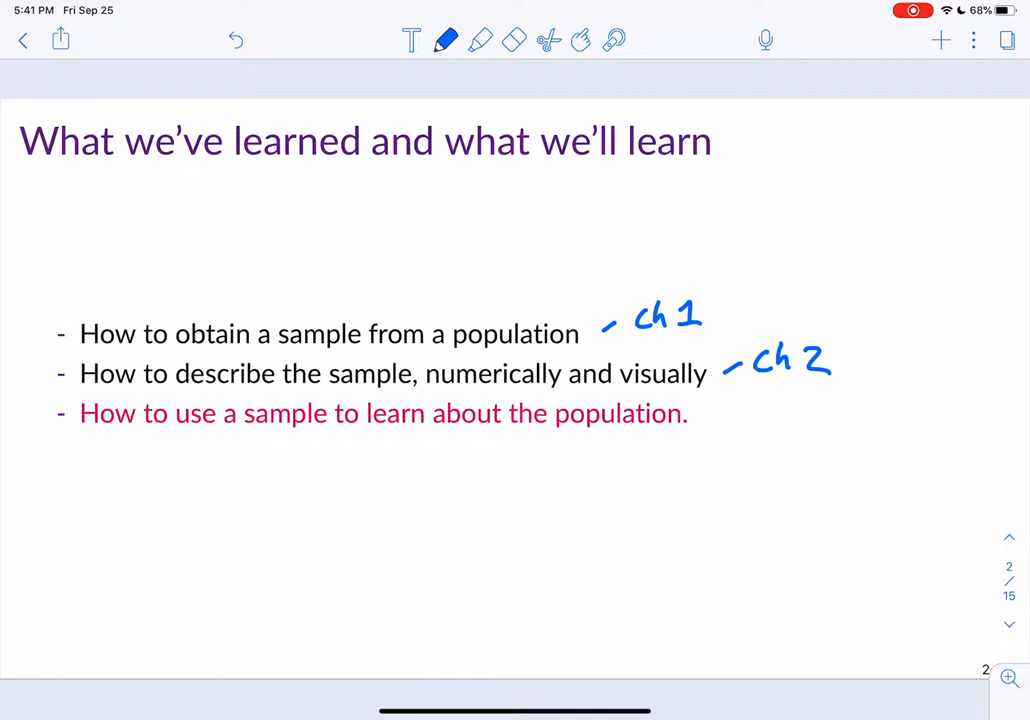 5:41 PM Fri Sep 25 68%
T
What we’ve learned and what we’ll learn
- How to obtain a sample from a population - ch 1
- How to describe the sample, numerically and visually - ch 2
- How to use a sample to learn about the population.
2
/
15
2